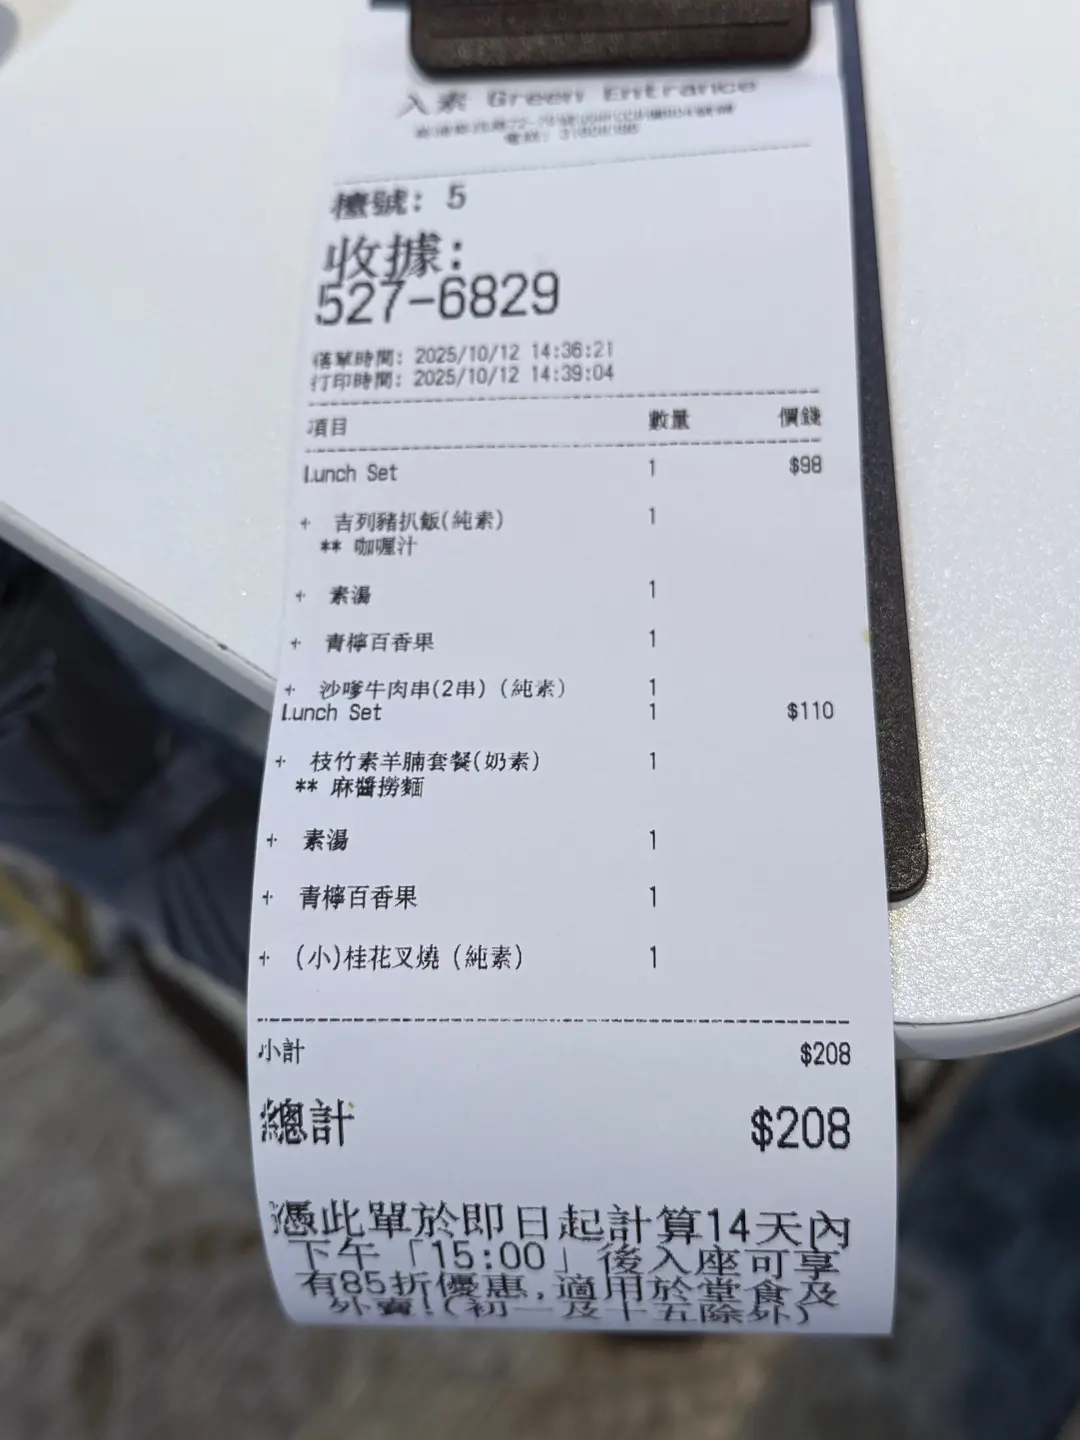 入素 Green Entrance
檯號: 5
收據:
527-6829
落單時間: 2025/10/12 14:36:21
打印時間: 2025/10/12 14:39:04
項目 數量 價錢
Lunch Set 1 $98
+ 吉列豬扒飯(純素) 1
** 咖喱汁
+ 素湯 1
+ 青檸百香果 1
+ 沙嗲牛肉串(2串) (純素) 1
Lunch Set 1 $110
+ 枝竹素羊腩套餐(奶素) 1
** 麻醬撈麵
+ 素湯 1
+ 青檸百香果 1
+ (小)桂花叉燒 (純素) 1
小計 $208
總計 $208
憑此單於即日起計算14天內
下午「15:00」後入座可享
有85折優惠,適用於堂食及
外賣!(初一及十五除外)